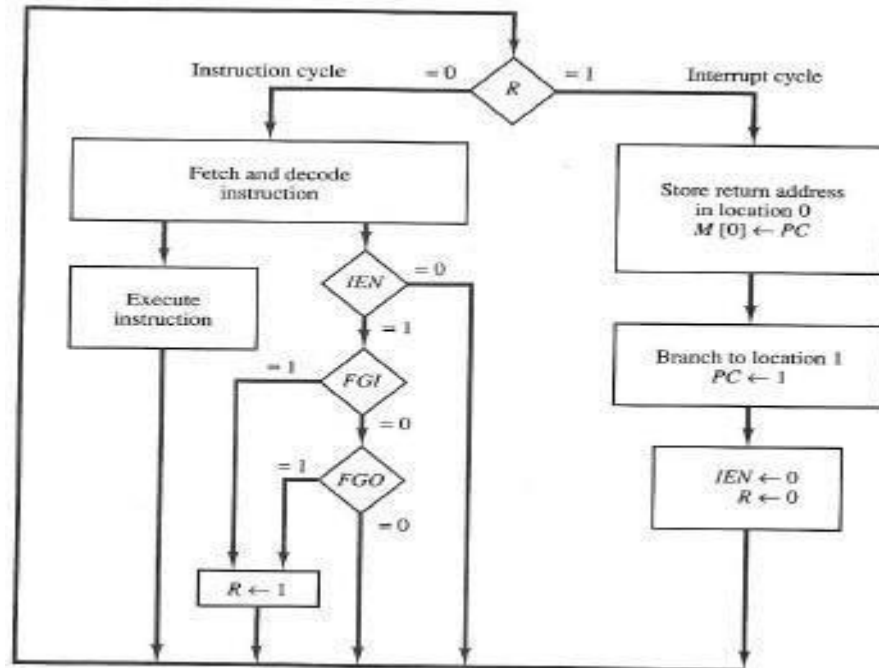 Instruction cycle
= 0
R
= 1
Interrupt cycle
Fetch and decode
instruction
Store return address
in location 0
M [0] ← PC
Execute
instruction
IEN
= 0
= 1
FGI
= 1
= 0
FGO
= 1
= 0
R ← 1
Branch to location 1
PC ← 1
IEN ← 0
R ← 0